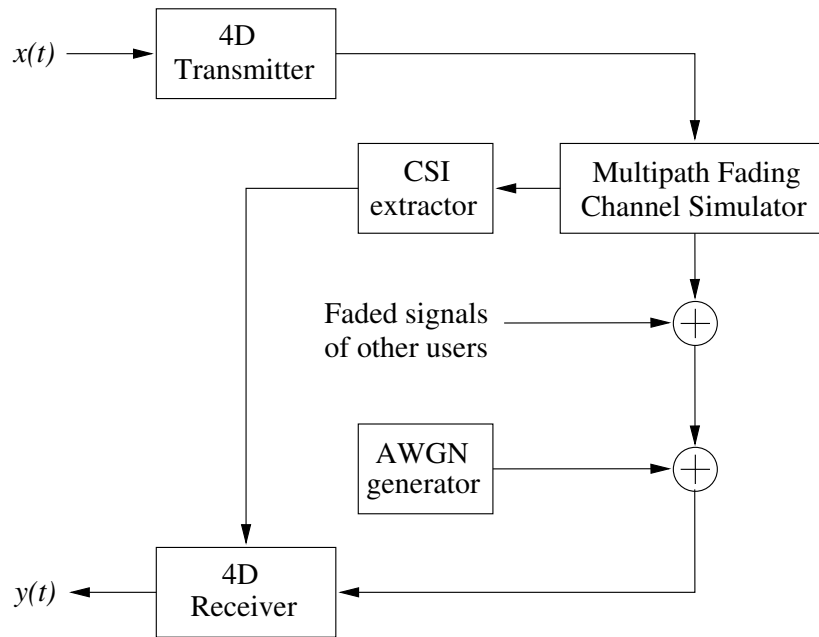 x(t)
4D
Transmitter
CSI
extractor
Multipath Fading
Channel Simulator
Faded signals
of other users
AWGN
generator
y(t)
4D
Receiver